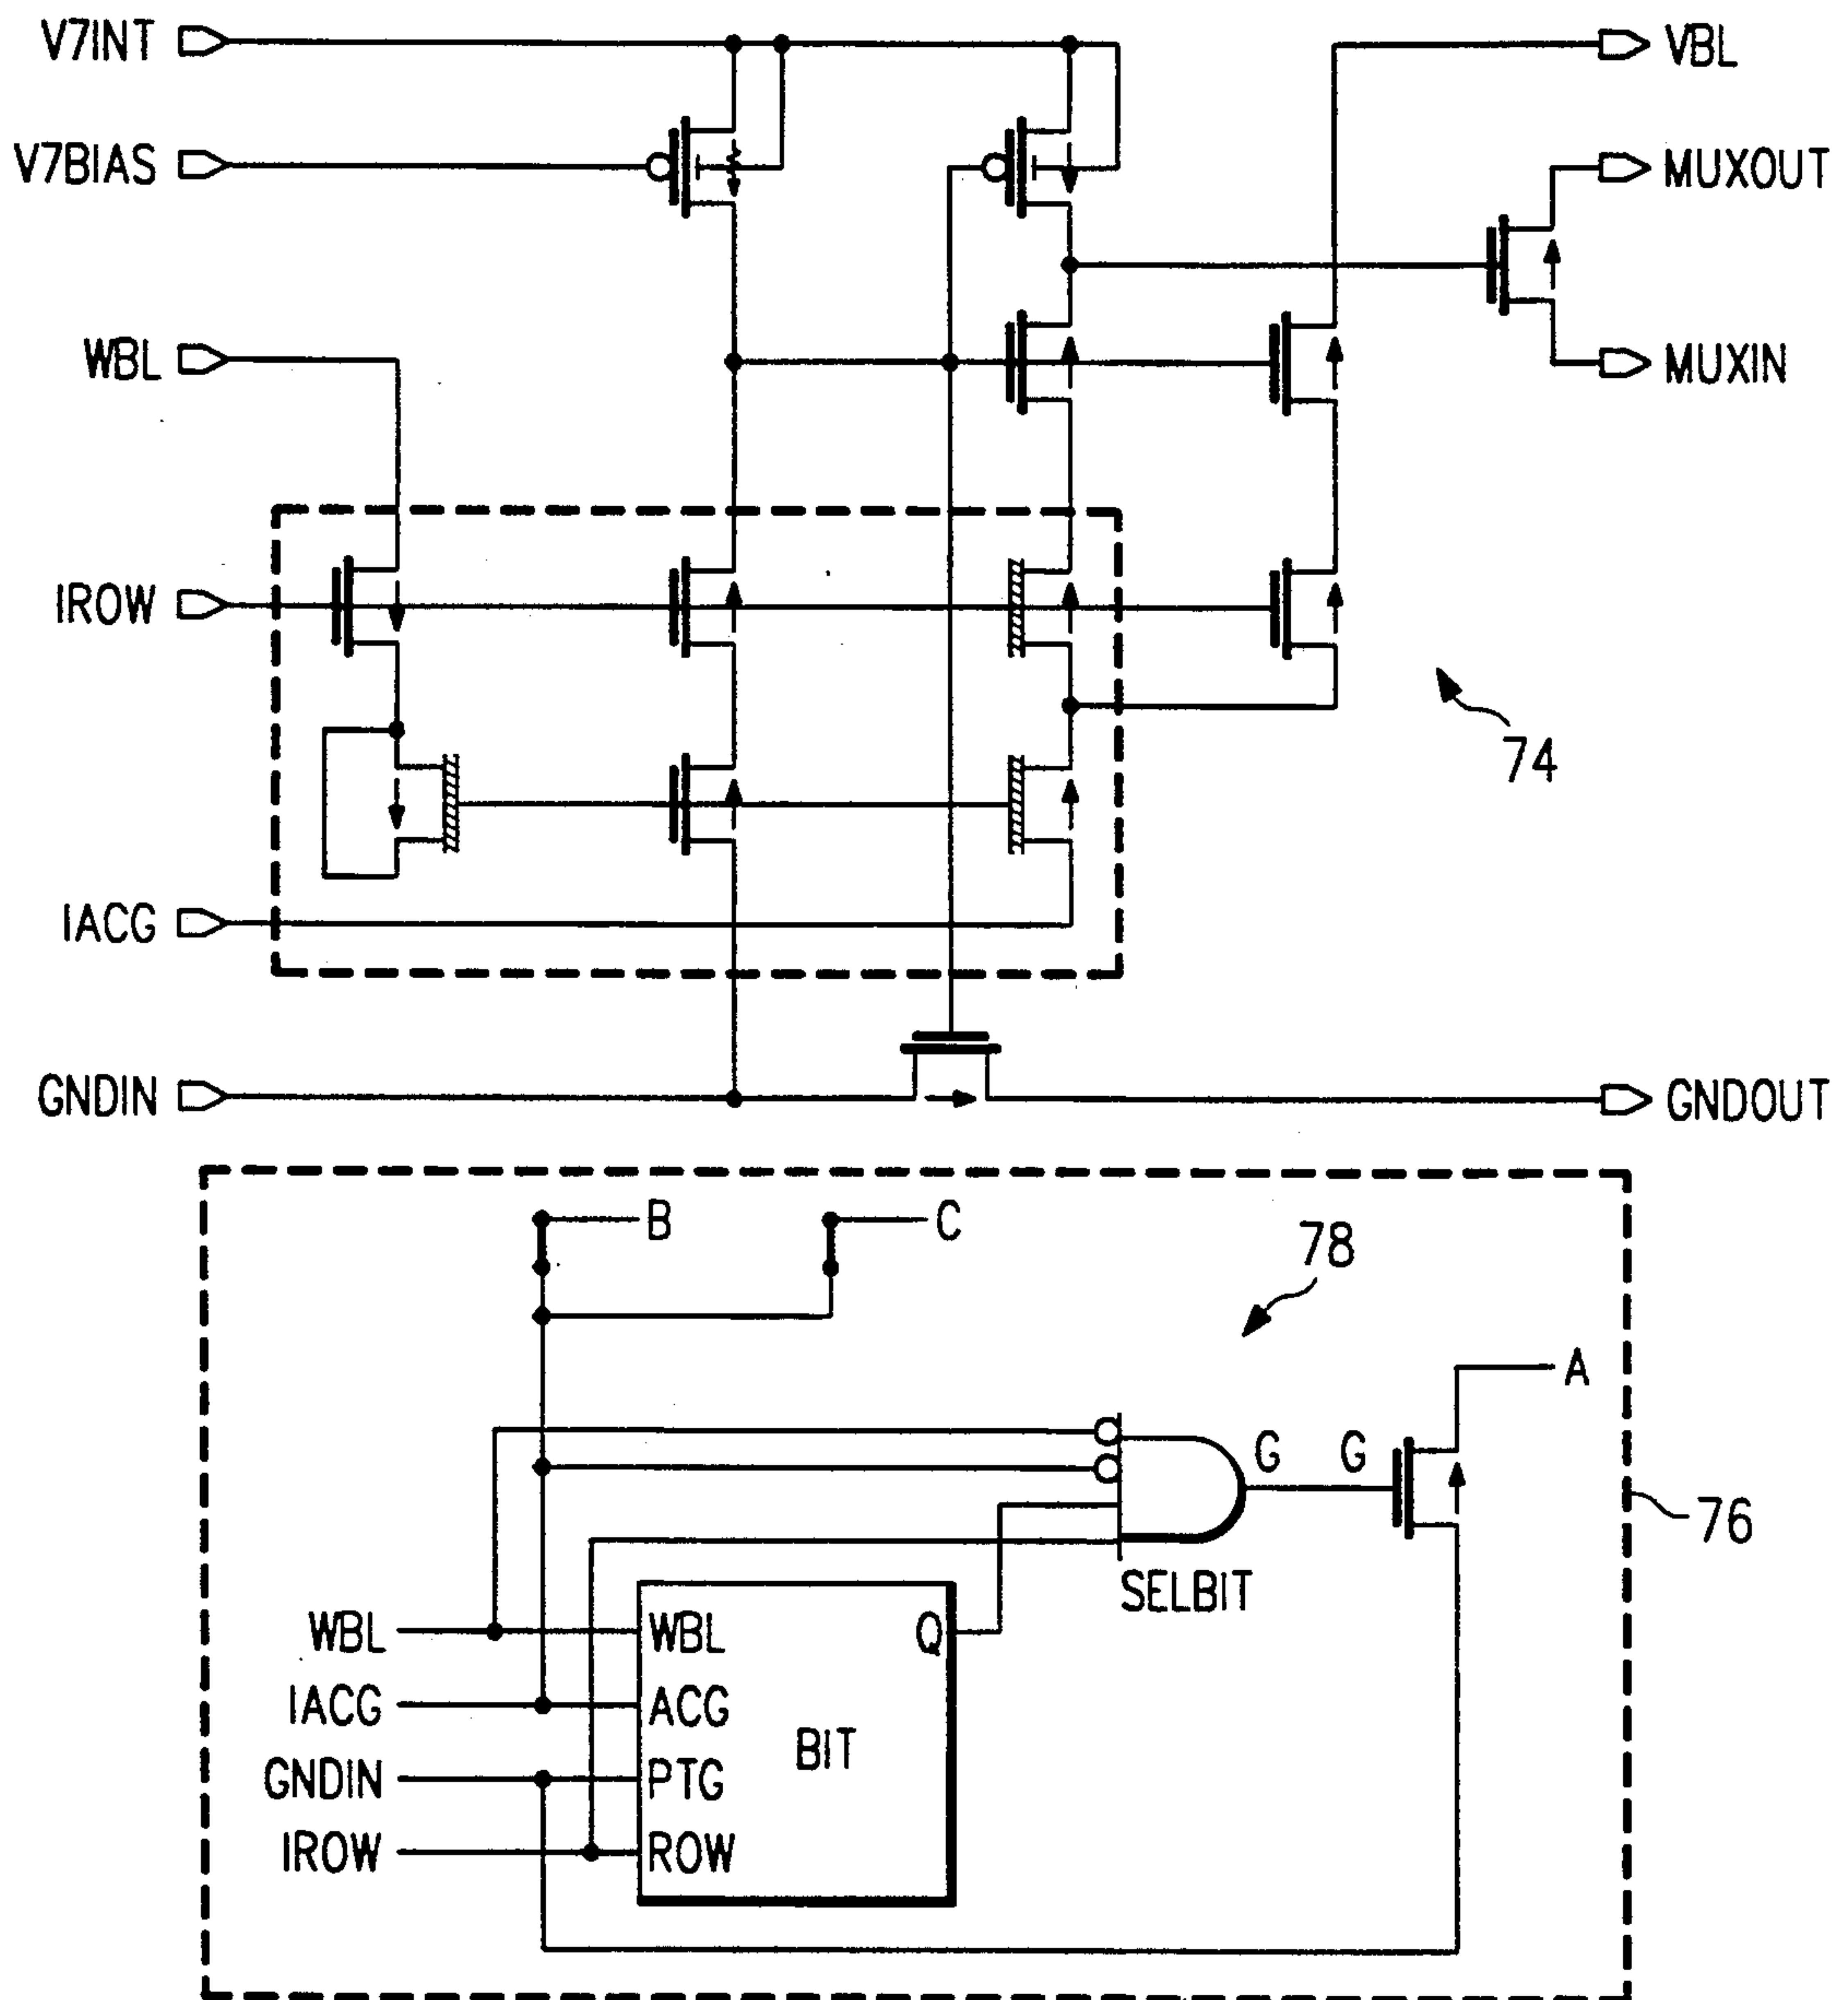 V7INT
VBL
V7BIAS
MUXOUT
WBL
MUXIN
IROW
74
IACG
GNDIN
GNDOUT
B
C
78
A
G
G
76
SELBIT
WBL
WBL
Q
IACG
ACG
BIT
GNDIN
PTG
IROW
ROW